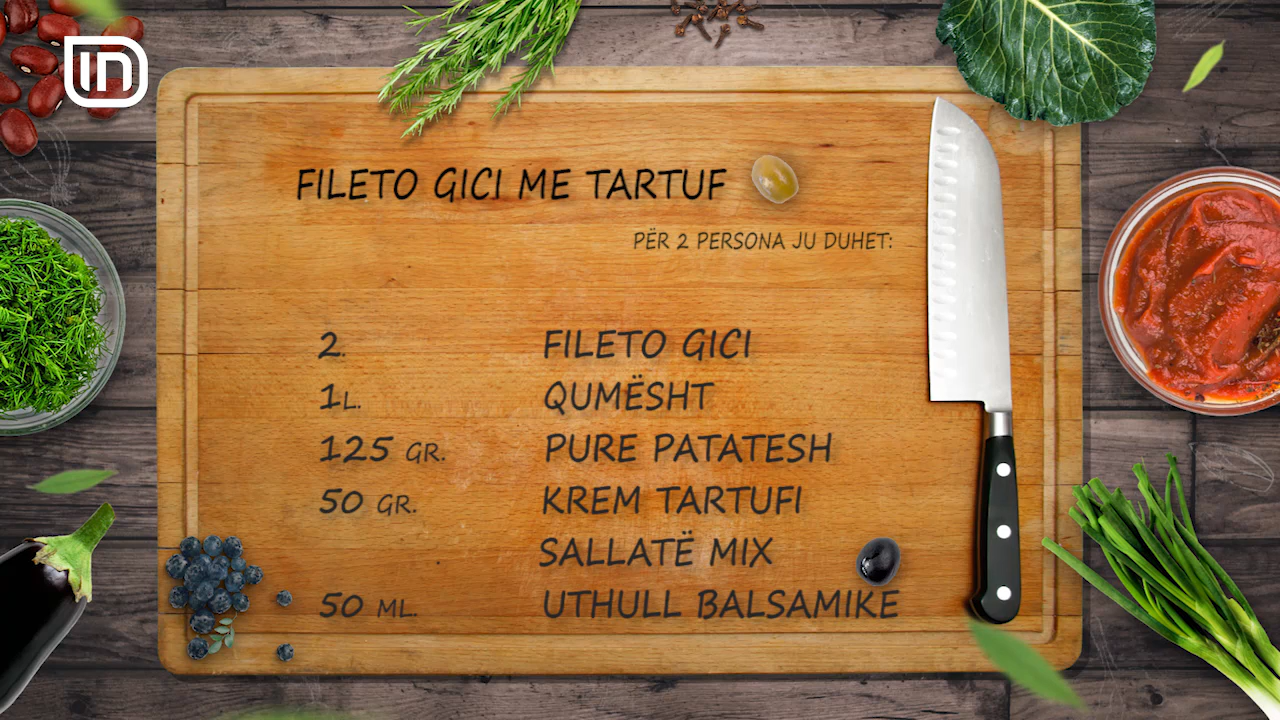 in
FILETO GICI ME TARTUF
PËR 2 PERSONA JU DUHET:
2. FILETO GICI
1L. QUMËSHT
125 GR. PURE PATATESH
50 GR. KREM TARTUFI
SALLATË MIX
50 ML. UTHULL BALSAMIKE